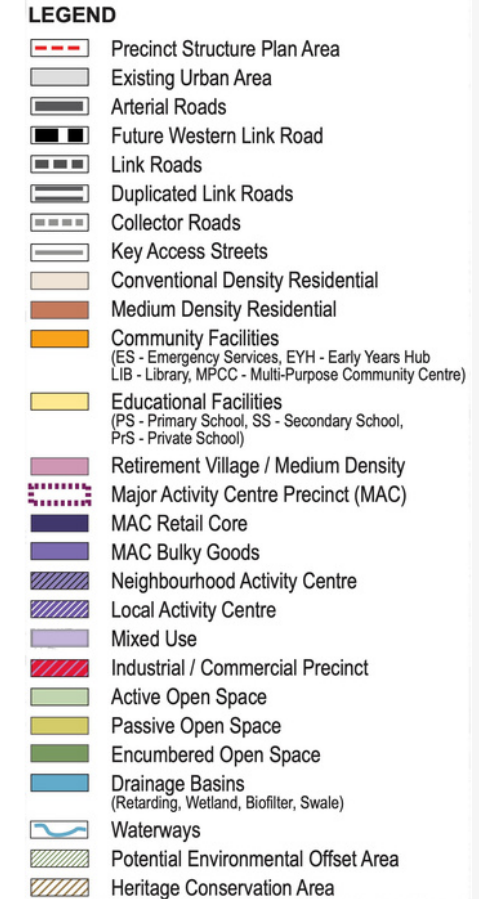 LEGEND
Precinct Structure Plan Area
Existing Urban Area
Arterial Roads
Future Western Link Road
Link Roads
Duplicated Link Roads
Collector Roads
Key Access Streets
Conventional Density Residential
Medium Density Residential
Community Facilities
(ES - Emergency Services, EYH - Early Years Hub
LIB - Library, MPCC - Multi-Purpose Community Centre)
Educational Facilities
(PS - Primary School, SS - Secondary School,
PrS - Private School)
Retirement Village / Medium Density
Major Activity Centre Precinct (MAC)
MAC Retail Core
MAC Bulky Goods
Neighbourhood Activity Centre
Local Activity Centre
Mixed Use
Industrial / Commercial Precinct
Active Open Space
Passive Open Space
Encumbered Open Space
Drainage Basins
(Retarding, Wetland, Biofilter, Swale)
Waterways
Potential Environmental Offset Area
Heritage Conservation Area